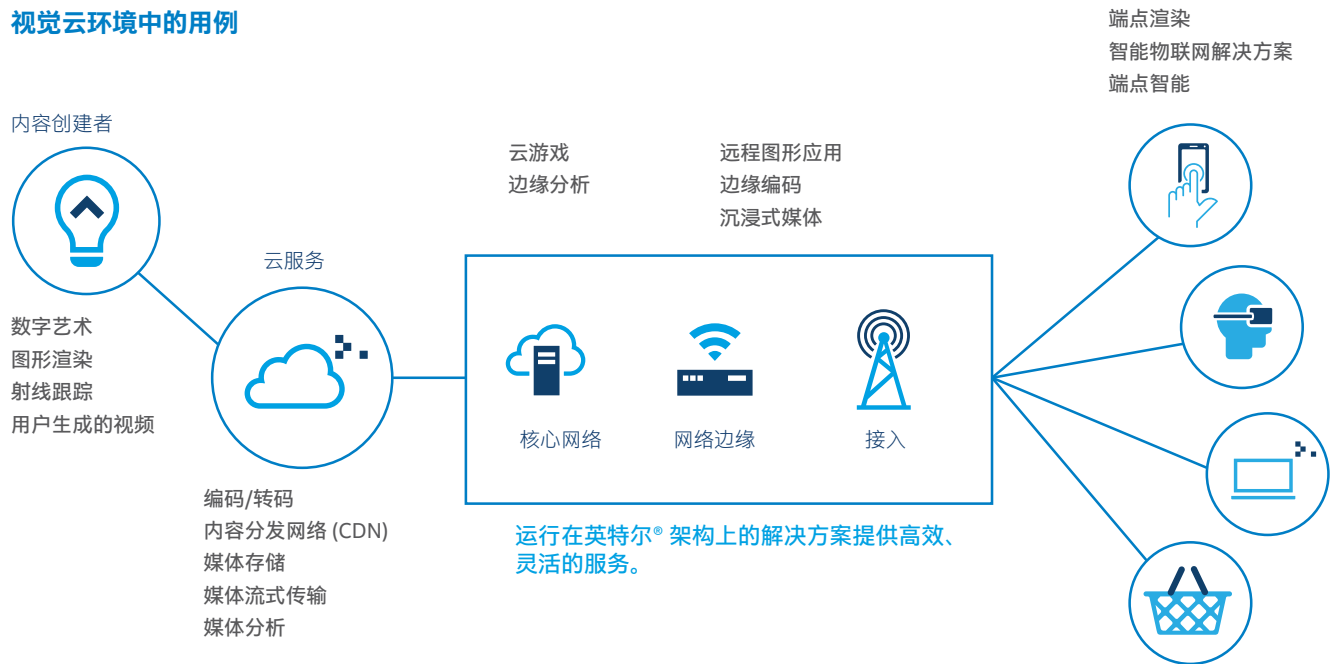 视觉云环境中的用例
内容创建者
数字艺术
图形渲染
射线跟踪
用户生成的视频
云服务
编码/转码
内容分发网络 (CDN)
媒体存储
媒体流式传输
媒体分析
云游戏
边缘分析
远程图形应用
边缘编码
沉浸式媒体
核心网络
网络边缘
接入
运行在英特尔® 架构上的解决方案提供高效、
灵活的服务。
端点渲染
智能物联网解决方案
端点智能